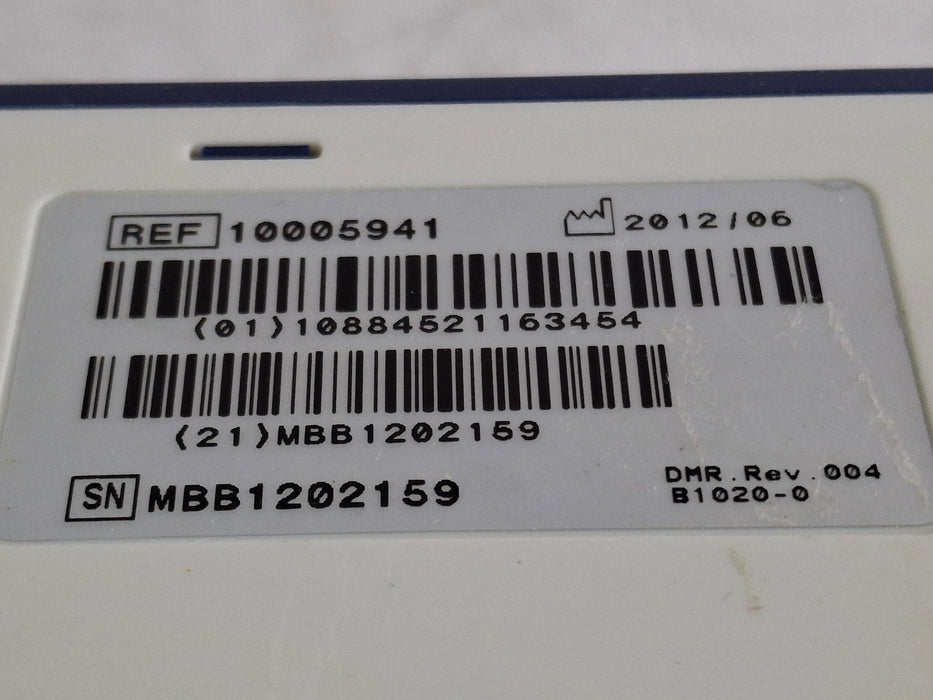 REF 10005941 2012/06
(01)10884521163454
(21)MBB1202159
SN MBB1202159
DMR.Rev.004
B1020-0